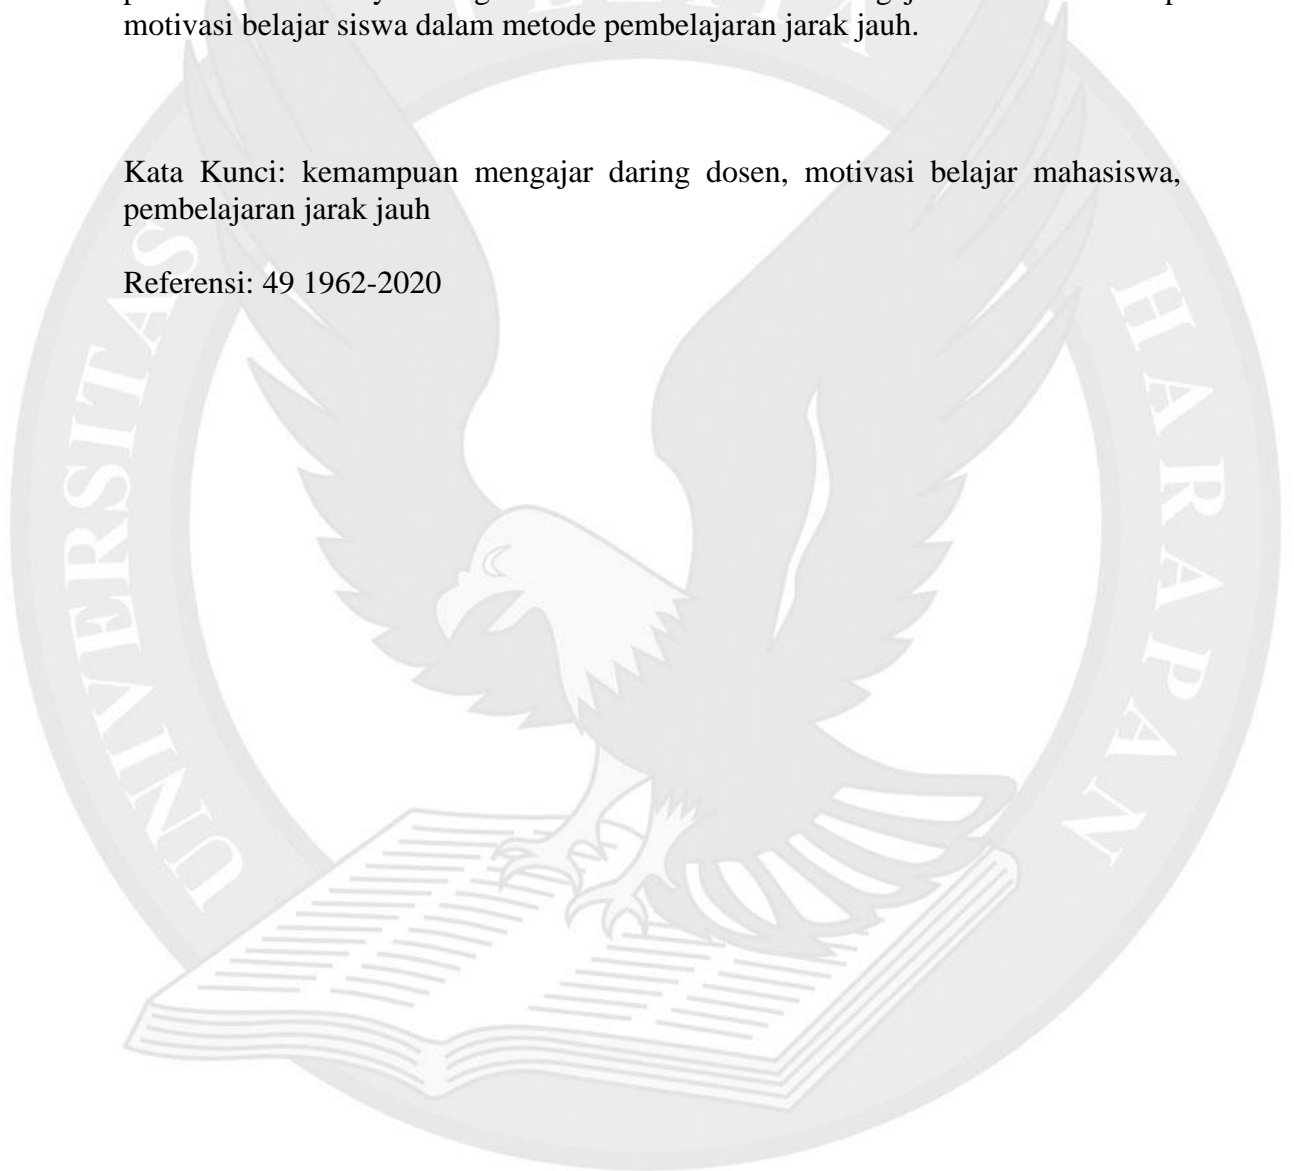 motivasi belajar siswa dalam metode pembelajaran jarak jauh.
Kata Kunci: kemampuan mengajar daring dosen, motivasi belajar mahasiswa,
pembelajaran jarak jauh
Referensi: 49 1962-2020
UNIVERSITAS
HARAPAN